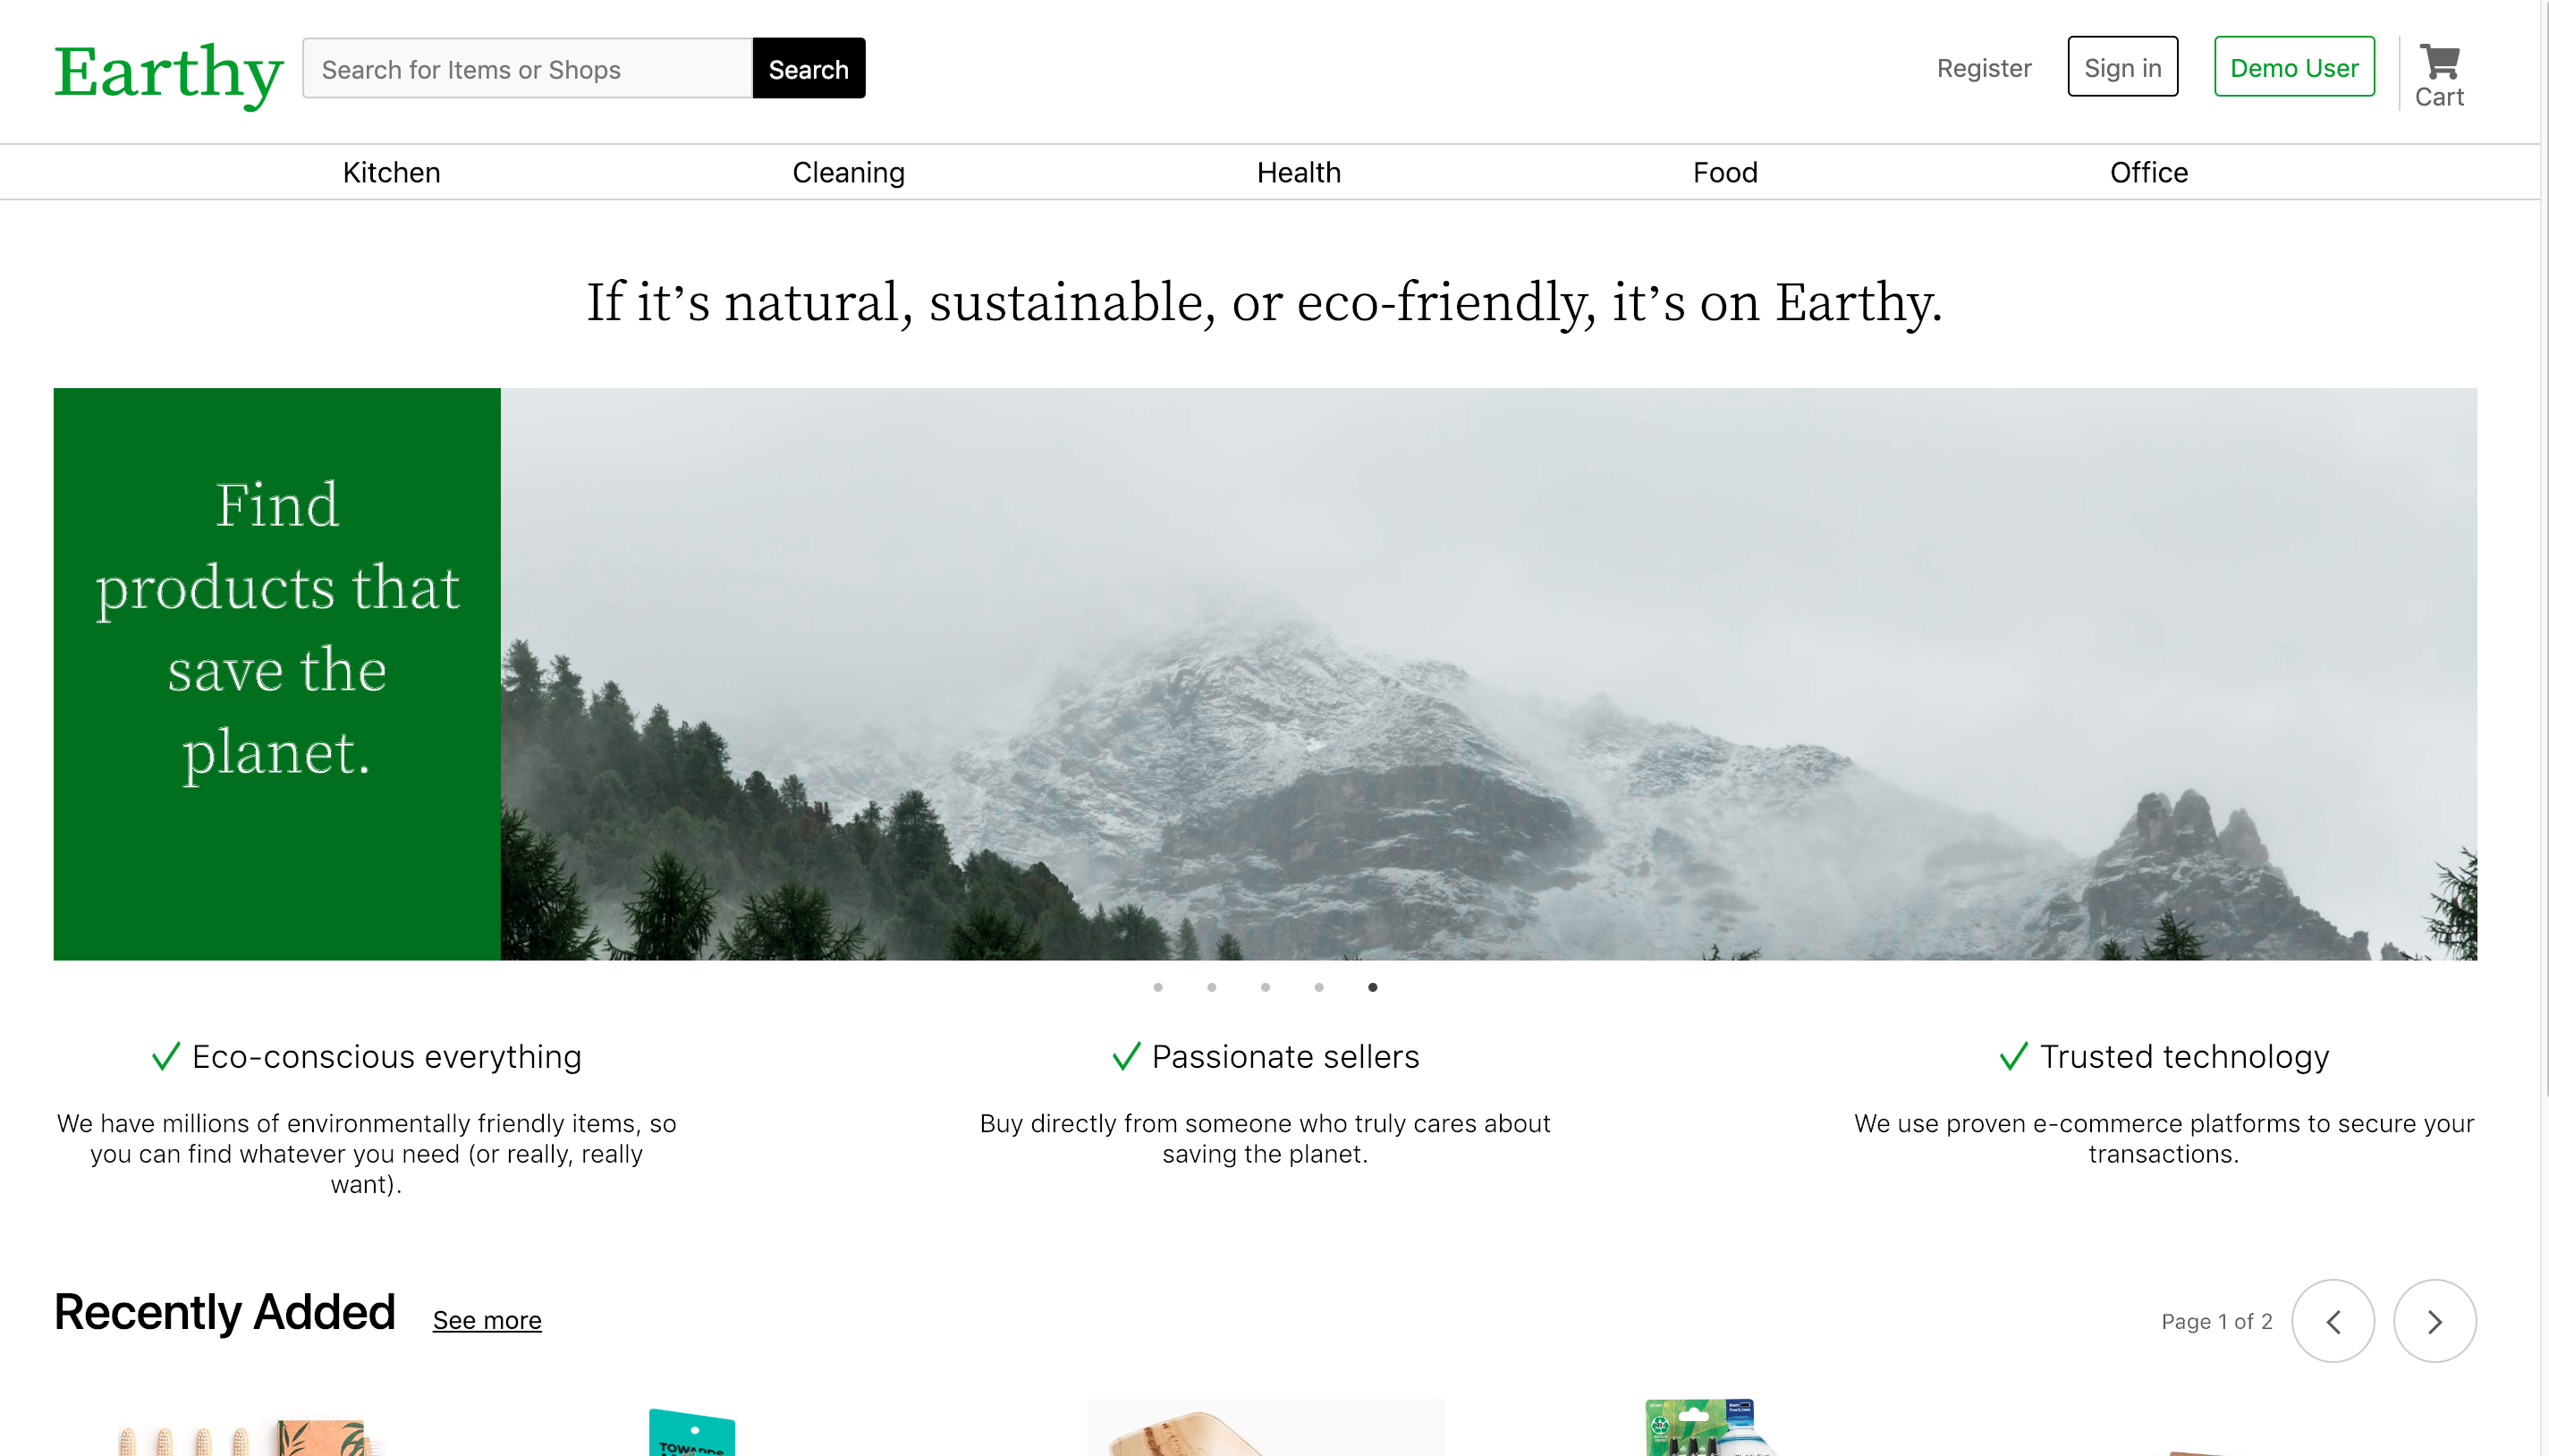 Earthy
Search for Items or Shops
Search
Register
Sign in
Demo User
Cart
Kitchen
Cleaning
Health
Food
Office
If it’s natural, sustainable, or eco-friendly, it’s on Earthy.
Find
products that
save the
planet.
Eco-conscious everything
We have millions of environmentally friendly items, so
you can find whatever you need (or really, really
want).
Passionate sellers
Buy directly from someone who truly cares about
saving the planet.
Trusted technology
We use proven e-commerce platforms to secure your
transactions.
Recently Added
See more
Page 1 of 2
TOWARDS